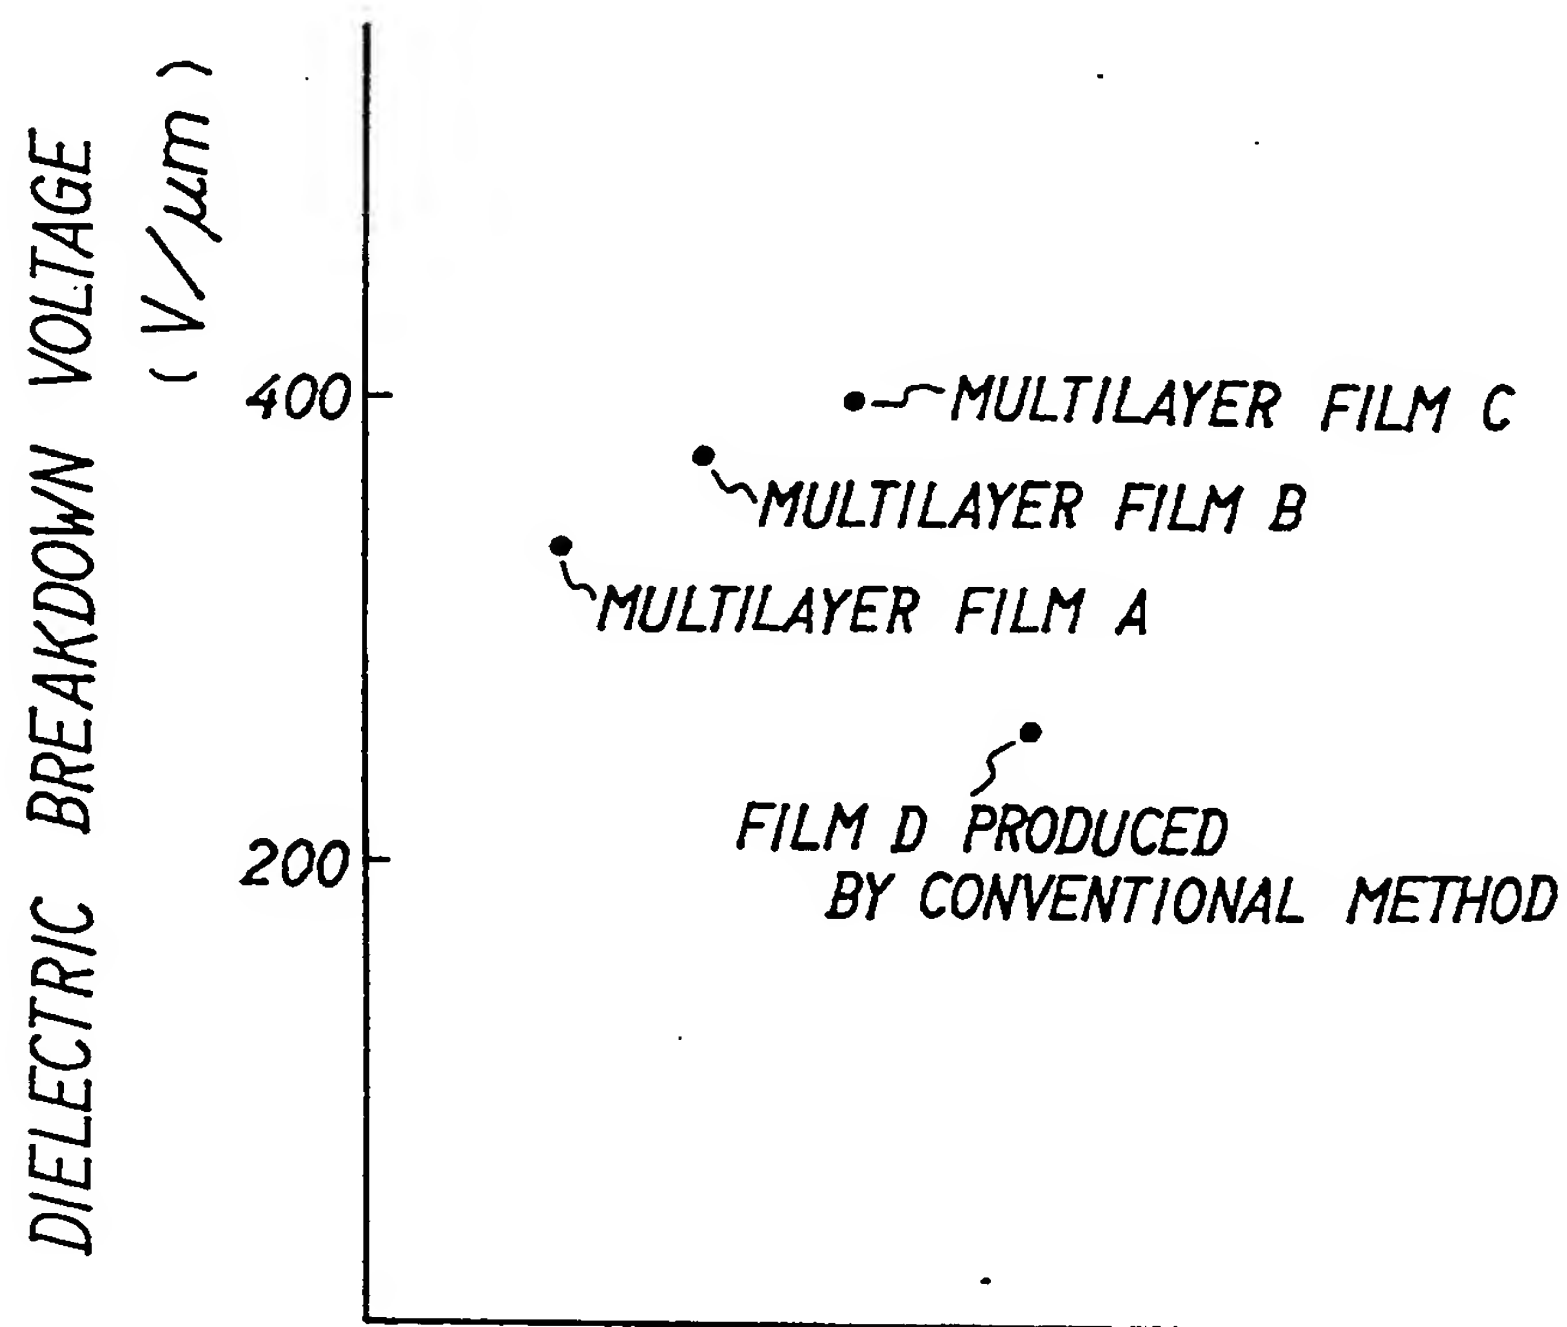 DIELECTRIC BREAKDOWN VOLTAGE
(V/μm)
400
MULTILAYER FILM C
MULTILAYER FILM B
MULTILAYER FILM A
FILM D PRODUCED
BY CONVENTIONAL METHOD
200